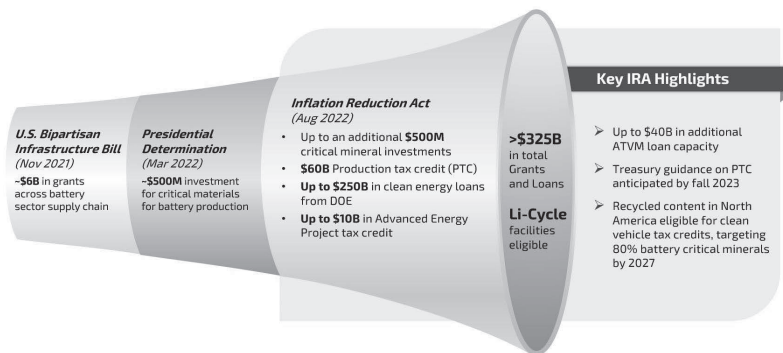 U.S. Bipartisan
Infrastructure Bill
(Nov 2021)
~$6B in grants
across battery
sector supply chain
Presidential
Determination
(Mar 2022)
~$500M investment
for critical materials
for battery production
Inflation Reduction Act
(Aug 2022)
• Up to an additional $500M
critical mineral investments
• $60B Production tax credit (PTC)
• Up to $250B in clean energy loans
from DOE
• Up to $10B in Advanced Energy
Project tax credit
>$325B
in total
Grants
and Loans
Li-Cycle
facilities
eligible
Key IRA Highlights
➢ Up to $40B in additional
ATVM loan capacity
➢ Treasury guidance on PTC
anticipated by fall 2023
➢ Recycled content in North
America eligible for clean
vehicle tax credits, targeting
80% battery critical minerals
by 2027